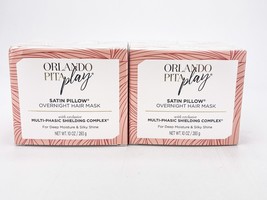 ORLANDO
PITA play®
SATIN PILLOW®
OVERNIGHT HAIR MASK
with exclusive
MULTI-PHASIC SHIELDING COMPLEX®
For Deep Moisture & Silky Shine
NET WT. 10 OZ / 283 g
ORLANDO
PITA play®
SATIN PILLOW®
OVERNIGHT HAIR MASK
with exclusive
MULTI-PHASIC SHIELDING COMPLEX®
For Deep Moisture & Silky Shine
NET WT. 10 OZ / 283 g